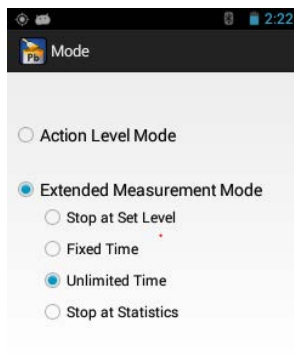 2:22
Pb Mode
Action Level Mode
Extended Measurement Mode
Stop at Set Level
Fixed Time
Unlimited Time
Stop at Statistics